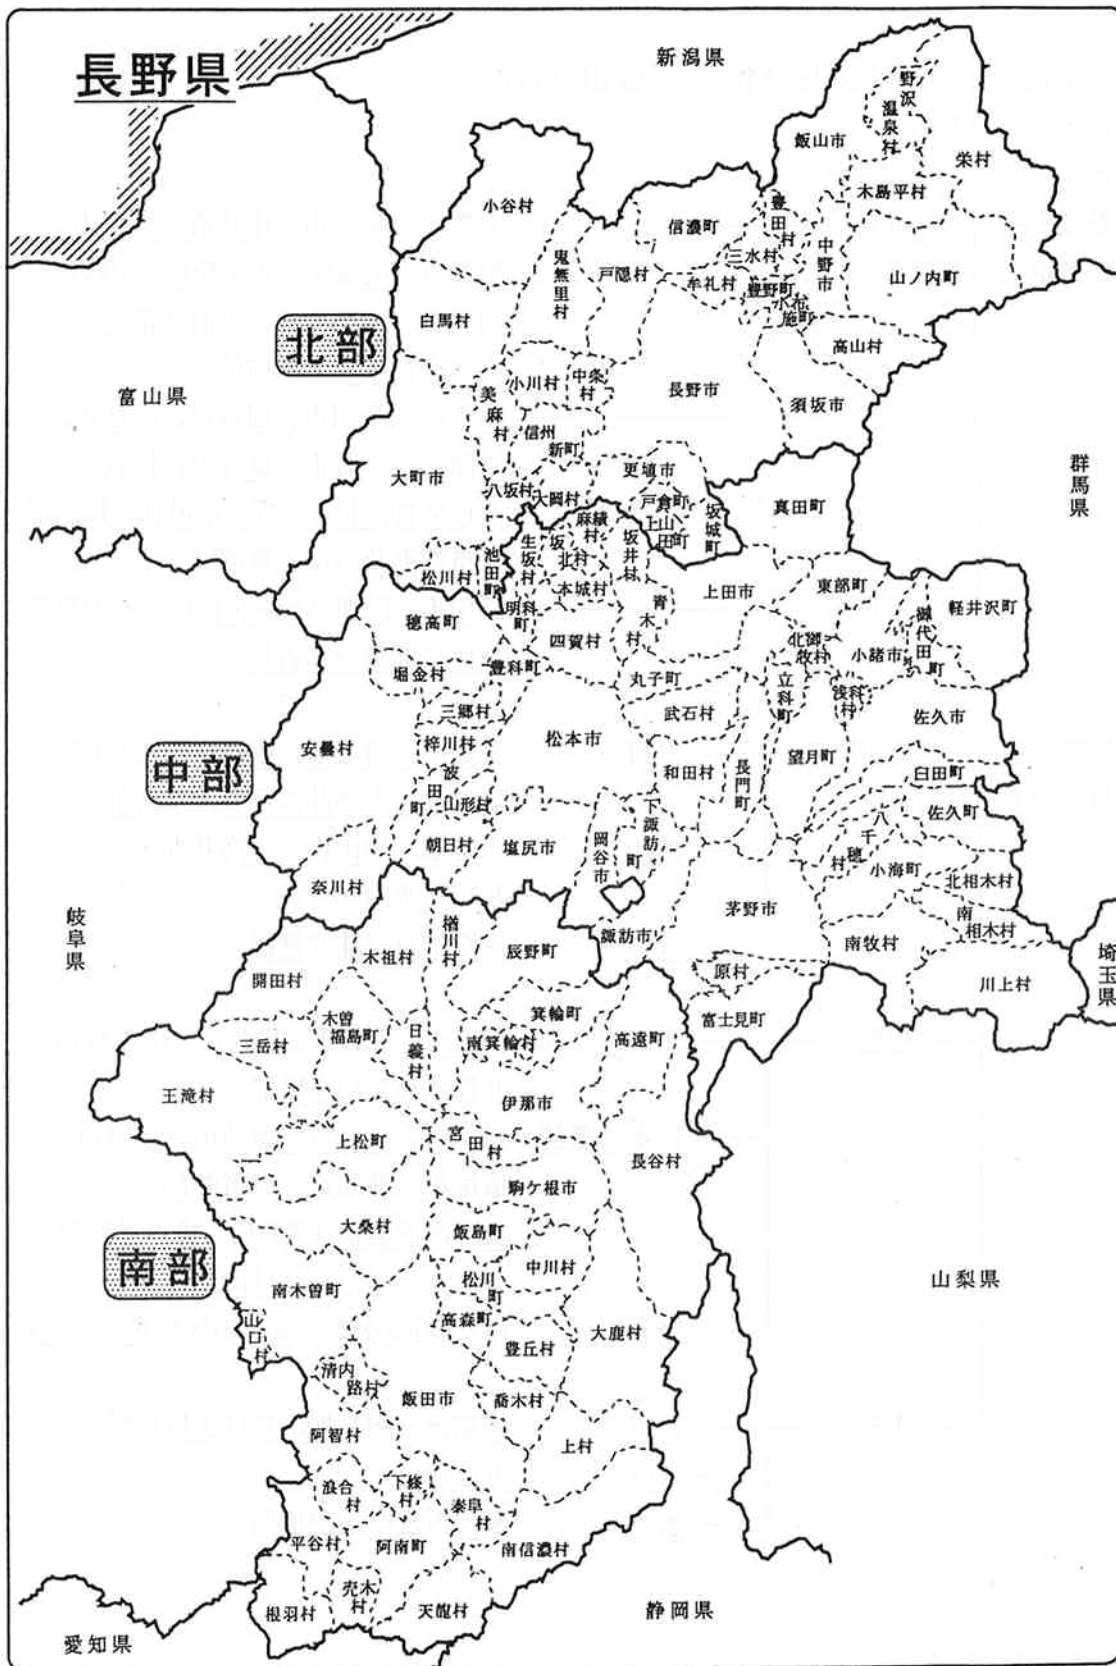 長野県
新潟県
富山県
群馬県
岐阜県
埼玉県
山梨県
静岡県
愛知県
北部
中部
南部
野沢温泉村
飯山市
栄村
木島平村
小谷村
信濃町
豊田村
中野市
三水村
鬼無里村
戸隠村
牟礼村
豊野町
小布施町
山ノ内町
白馬村
高山村
小川村
中条村
長野市
須坂市
美麻村
信州新町
大町市
更埴市
八坂村
大岡村
戸倉町
上山田町
坂城町
真田町
麻績村
坂北村
坂井村
生坂村
池田町
松川村
本城村
青木村
上田市
東部町
御代田町
軽井沢町
明科町
穂高町
四賀村
北御牧村
小諸市
豊科町
堀金村
丸子町
立科町
浅科村
三郷村
武石村
佐久市
安曇村
梓川村
松本市
和田村
長門町
望月町
臼田町
波田町
山形村
下諏訪町
八千穂村
佐久町
朝日村
塩尻市
岡谷市
小海町
北相木村
奈川村
茅野市
南相木村
楢川村
辰野町
諏訪市
南牧村
木祖村
原村
川上村
開田村
箕輪町
富士見町
木曽福島町
日義村
南箕輪村
高遠町
三岳村
王滝村
伊那市
上松町
宮田村
長谷村
駒ケ根市
大桑村
飯島町
中川村
南木曽町
松川町
高森町
大鹿村
山口村
豊丘村
清内路村
飯田市
喬木村
阿智村
上村
浪合村
下條村
泰阜村
平谷村
阿南町
南信濃村
売木村
根羽村
天龍村